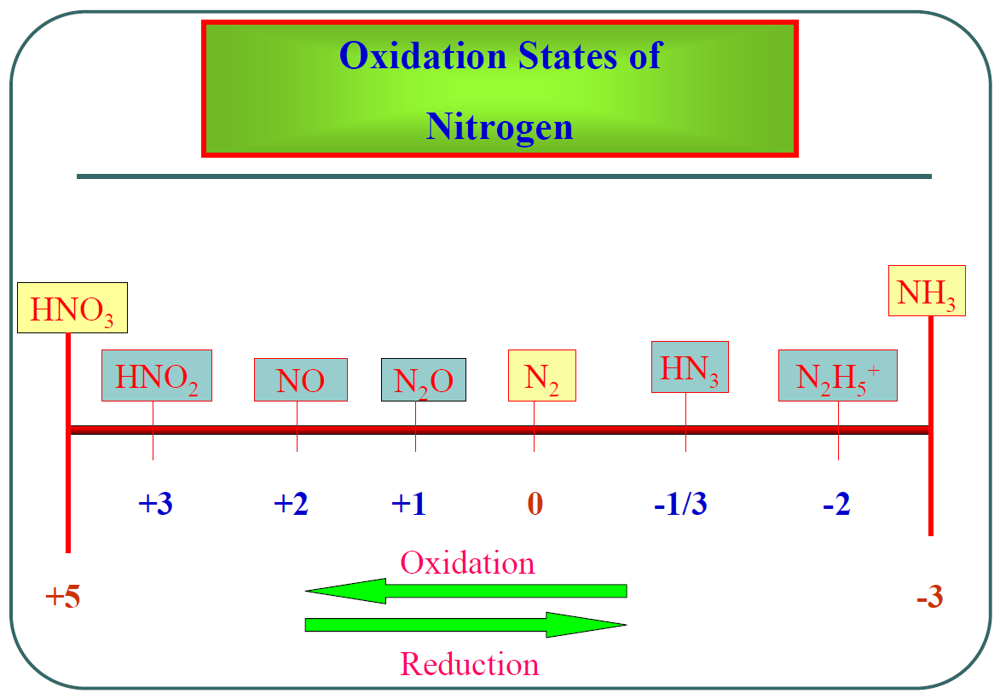 Oxidation States of
Nitrogen
HNO₃
NH₃
HNO₂
NO
N₂O
N₂
HN₃
N₂H₅⁺
+3
+2
+1
0
-1/3
-2
+5
-3
Oxidation
Reduction